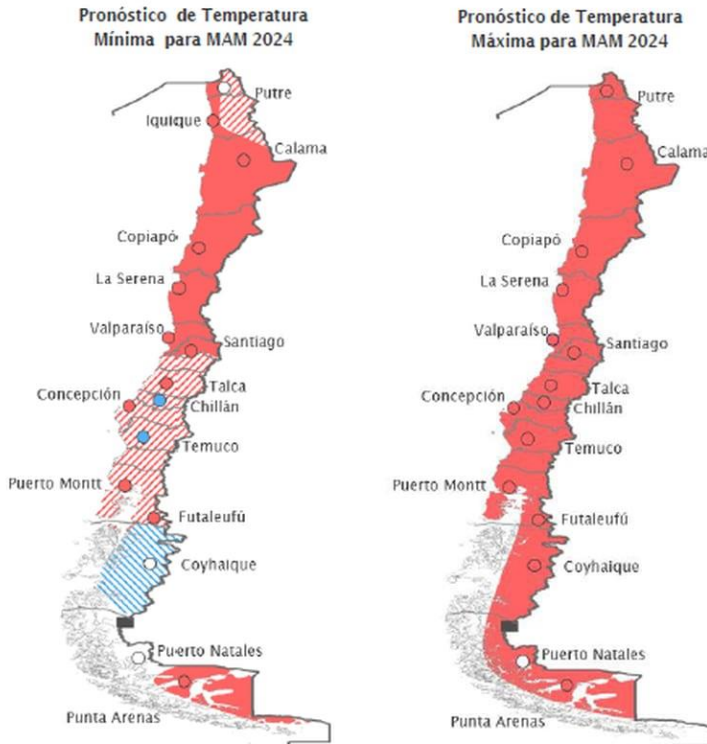 Pronóstico de Temperatura
Mínima para MAM 2024
Putre
Iquique
Calama
Copiapó
La Serena
Valparaíso
Santiago
Talca
Concepción
Chillán
Temuco
Puerto Montt
Futaleufú
Coyhaique
Puerto Natales
Punta Arenas
Pronóstico de Temperatura
Máxima para MAM 2024
Putre
Calama
Copiapó
La Serena
Valparaíso
Santiago
Talca
Concepción
Chillán
Temuco
Puerto Montt
Futaleufú
Coyhaique
Puerto Natales
Punta Arenas